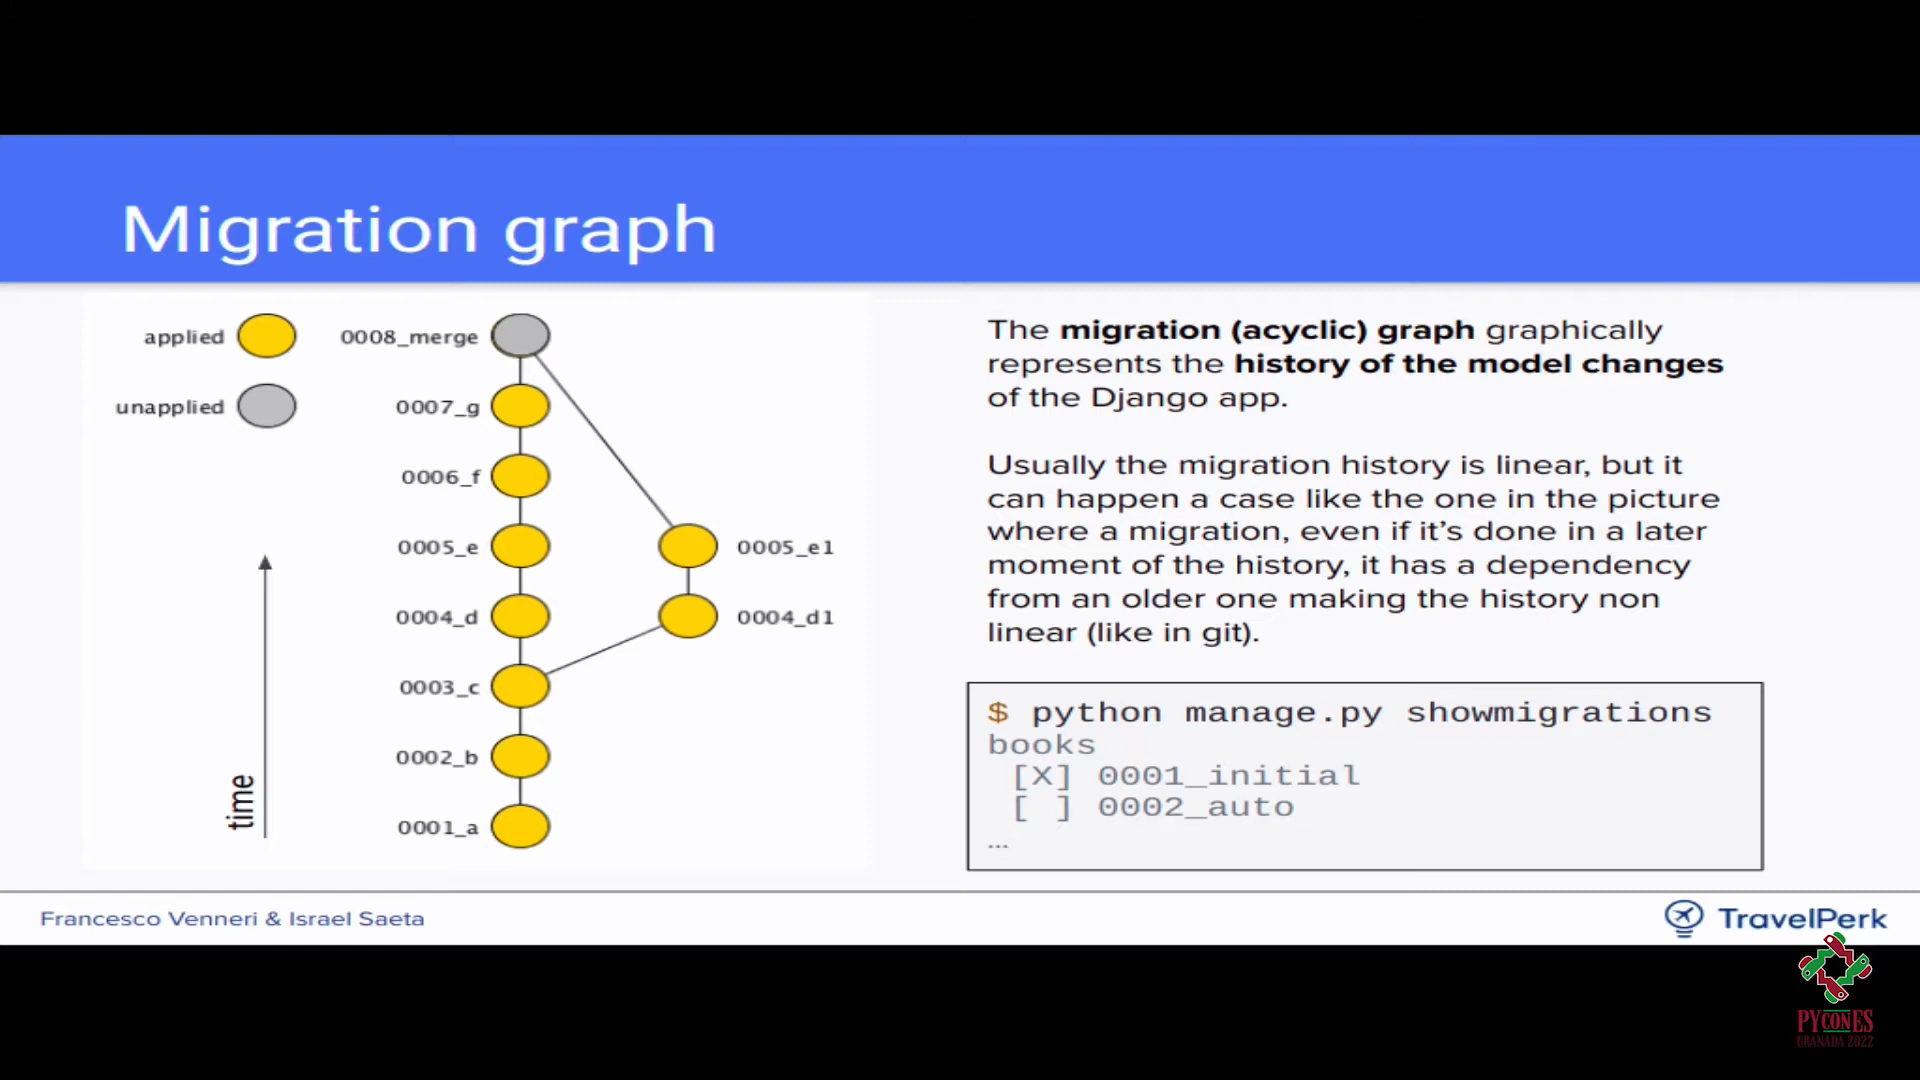 Migration graph
applied
unapplied
0008_merge
0007_g
0006_f
0005_e
0004_d
0003_c
0002_b
0001_a
0005_e1
0004_d1
time
The migration (acyclic) graph graphically
represents the history of the model changes
of the Django app.
Usually the migration history is linear, but it
can happen a case like the one in the picture
where a migration, even if it’s done in a later
moment of the history, it has a dependency
from an older one making the history non
linear (like in git).
$ python manage.py showmigrations
books
[X] 0001_initial
[ ] 0002_auto
...
Francesco Venneri & Israel Saeta
TravelPerk
PYCONES
GRANADA 2022